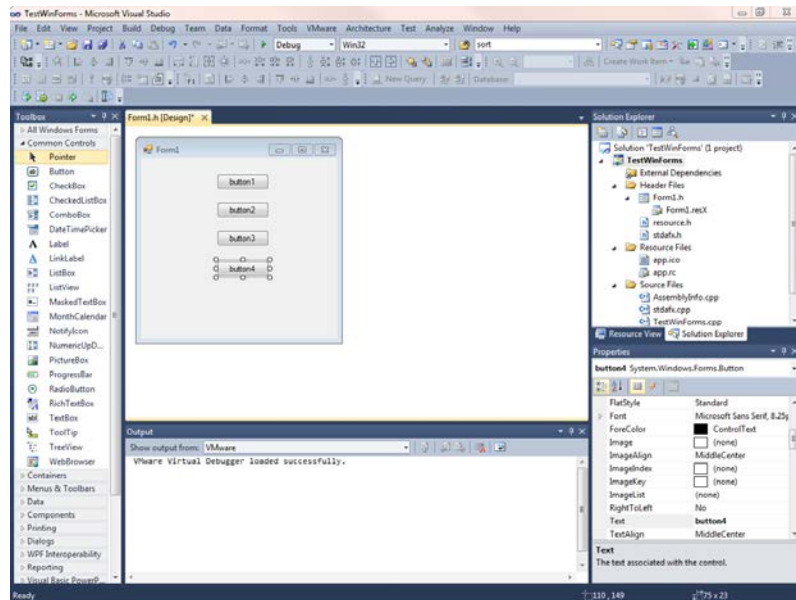 TestWinForms - Microsoft Visual Studio
File Edit View Project Build Debug Team Data Format Tools VMware Architecture Test Analyze Window Help
Debug Win32 sort
Create Work Item
New Query Database:
Toolbox
All Windows Forms
Common Controls
Pointer
Button
CheckBox
CheckedListBox
ComboBox
DateTimePicker
Label
LinkLabel
ListBox
ListView
MaskedTextBox
MonthCalendar
NotifyIcon
NumericUpD...
PictureBox
ProgressBar
RadioButton
RichTextBox
TextBox
ToolTip
TreeView
WebBrowser
Containers
Menus & Toolbars
Data
Components
Printing
Dialogs
WPF Interoperability
Reporting
Visual Basic PowerP...
Form1.h [Design]*
Form1
button1
button2
button3
button4
Output
Show output from: VMware
VMware Virtual Debugger loaded successfully.
Solution Explorer
Solution 'TestWinForms' (1 project)
TestWinForms
External Dependencies
Header Files
Form1.h
Form1.resX
resource.h
stdafx.h
Resource Files
app.ico
app.rc
Source Files
AssemblyInfo.cpp
stdafx.cpp
TestWinForms.cpp
Resource View Solution Explorer
Properties
button4 System.Windows.Forms.Button
FlatStyle Standard
Font Microsoft Sans Serif, 8.25p
ForeColor ControlText
Image (none)
ImageAlign MiddleCenter
ImageIndex (none)
ImageKey (none)
ImageList (none)
RightToLeft No
Text button4
TextAlign MiddleCenter
Text
The text associated with the control.
Ready 110 , 149 75 x 23